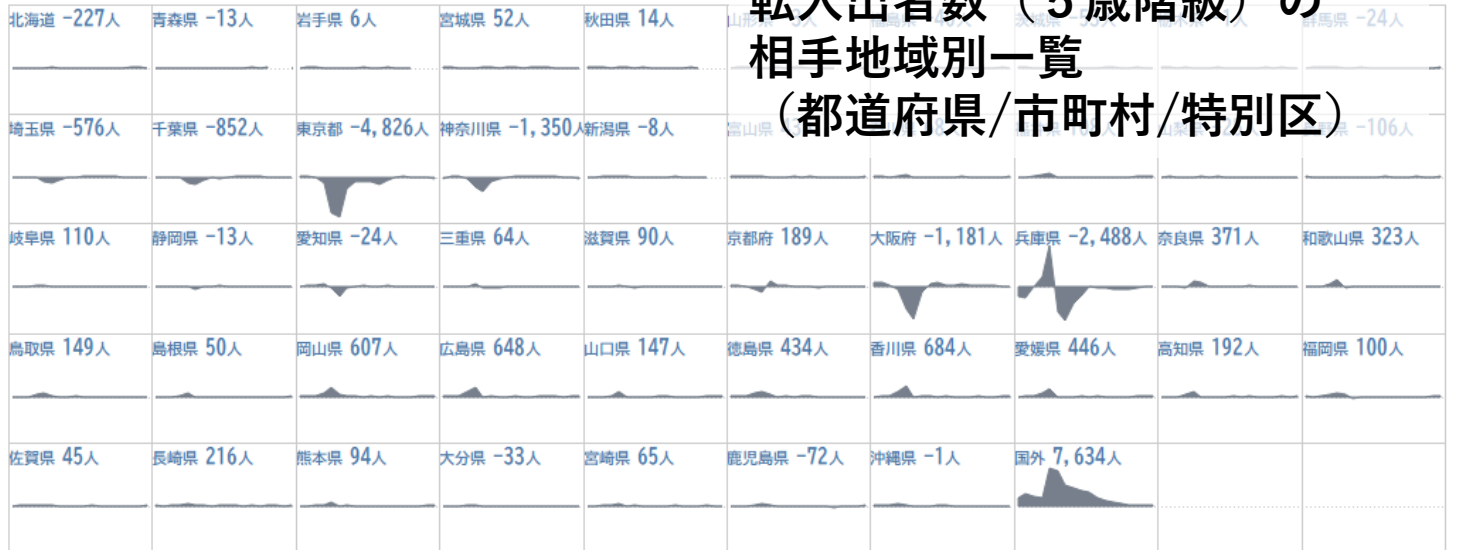 転入出者数（５歳階級）の
相手地域別一覧
（都道府県/市町村/特別区）
北海道 -227人 青森県 -13人 岩手県 6人 宮城県 52人 秋田県 14人 群馬県 -24人
埼玉県 -576人 千葉県 -852人 東京都 -4,826人 神奈川県 -1,350人 新潟県 -8人 -106人
岐阜県 110人 静岡県 -13人 愛知県 -24人 三重県 64人 滋賀県 90人 京都府 189人 大阪府 -1,181人 兵庫県 -2,488人 奈良県 371人 和歌山県 323人
鳥取県 149人 島根県 50人 岡山県 607人 広島県 648人 山口県 147人 徳島県 434人 香川県 684人 愛媛県 446人 高知県 192人 福岡県 100人
佐賀県 45人 長崎県 216人 熊本県 94人 大分県 -33人 宮崎県 65人 鹿児島県 -72人 沖縄県 -1人 国外 7,634人